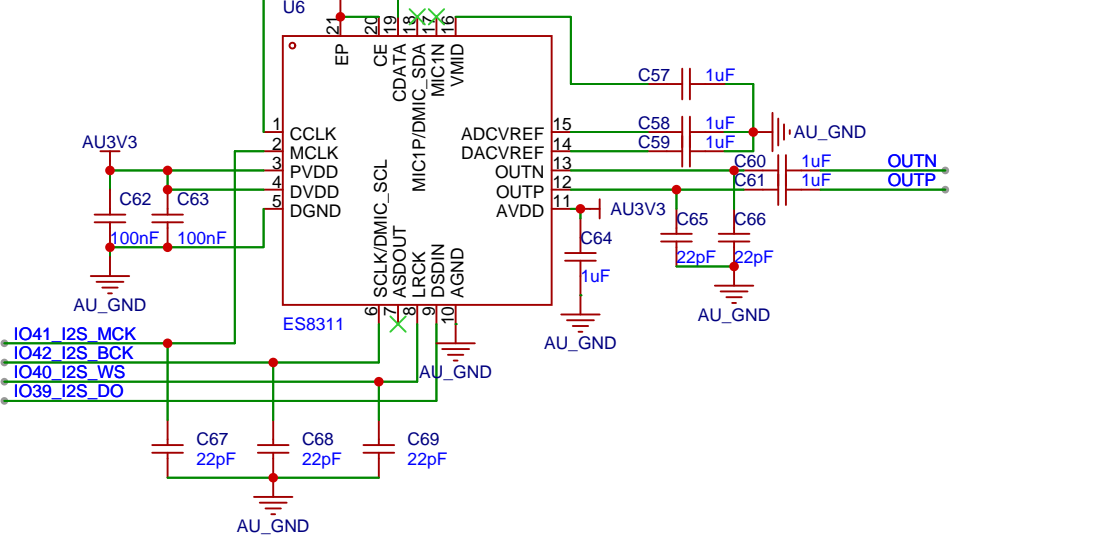 U6
21
20
19
18
17
16
EP
CE
CDATA
MIC1P/DMIC_SDA
MIC1N
VMID
C57 1uF
1 CCLK
2 MCLK
3 PVDD
4 DVDD
5 DGND
ADCVREF 15
DACVREF 14
OUTN 13
OUTP 12
AVDD 11
C58 1uF
C59 1uF
AU_GND
C60 1uF OUTN
C61 1uF OUTP
AU3V3
C62
100nF
C63
100nF
AU_GND
AU3V3
C64
1uF
AU_GND
C65
22pF
C66
22pF
AU_GND
SCLK/DMIC_SCL
ASDOUT
LRCK
DSDIN
AGND
6
7
8
9
10
ES8311
AU_GND
IO41_I2S_MCK
IO42_I2S_BCK
IO40_I2S_WS
IO39_I2S_DO
C67
22pF
C68
22pF
C69
22pF
AU_GND